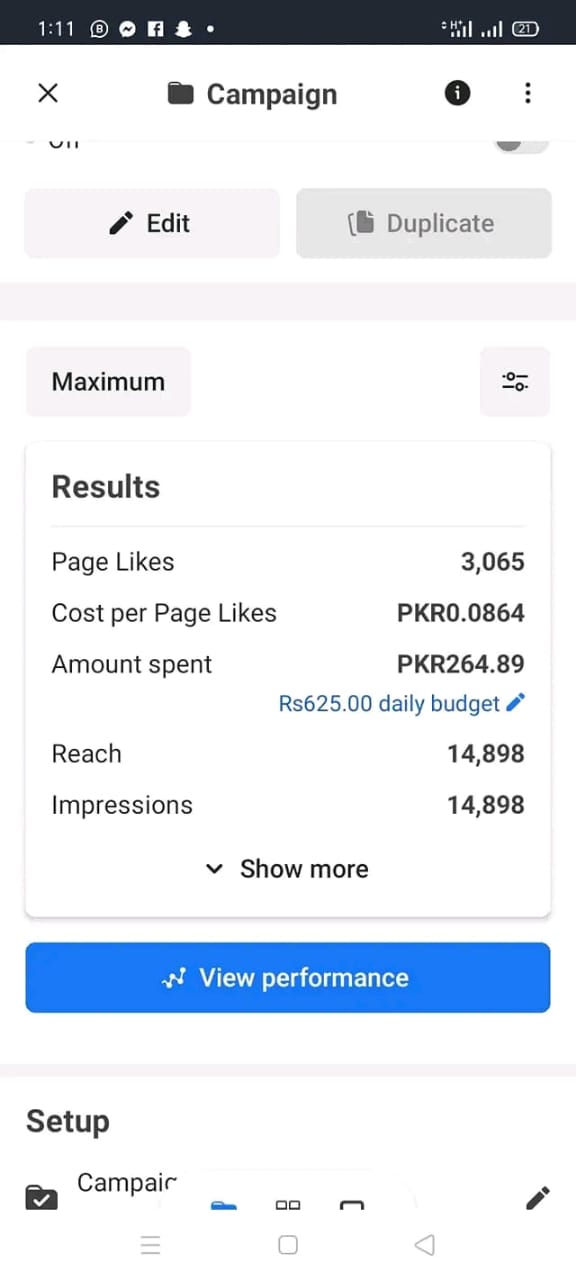 1:11
21
Campaign
Off
Edit
Duplicate
Maximum
Results
Page Likes 3,065
Cost per Page Likes PKR0.0864
Amount spent PKR264.89
Rs625.00 daily budget
Reach 14,898
Impressions 14,898
Show more
View performance
Setup